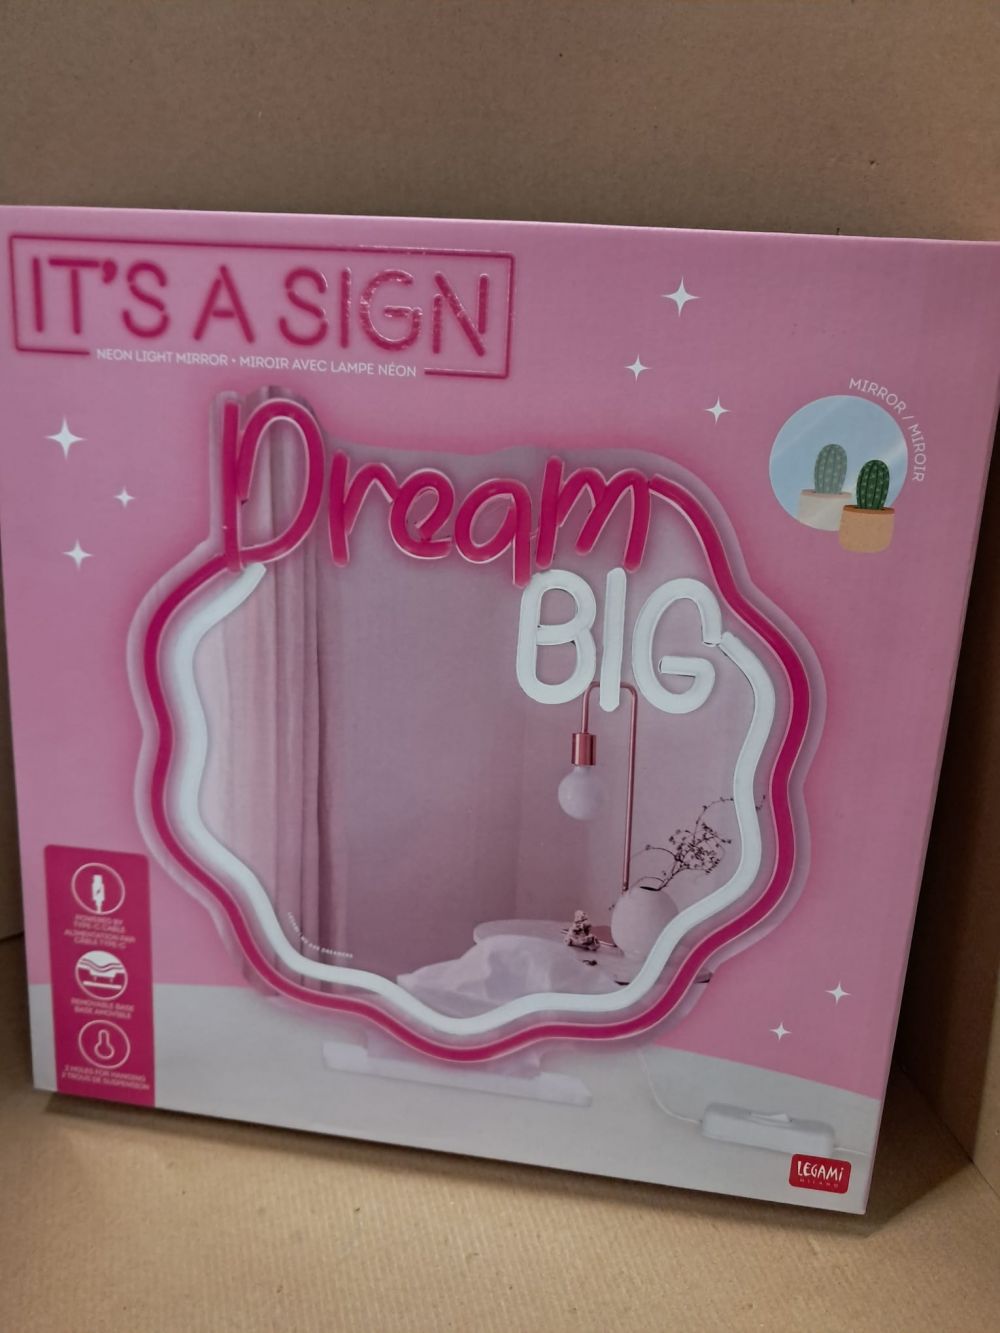 IT'S A SIGN
NEON LIGHT MIRROR • MIROIR AVEC LAMPE NÉON
MIRROR / MIROIR
Dream
BIG
POWERED BY
TYPE-C CABLE
ALIMENTATION PAR
CÂBLE TYPE-C
REMOVABLE BASE
BASE AMOVIBLE
2 HOLES FOR HANGING
2 TROUS DE SUSPENSION
LEGAMI
MILANO